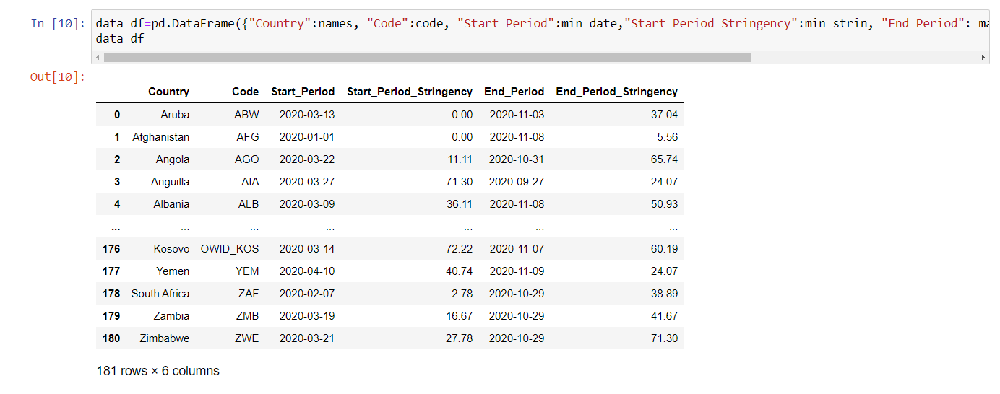 In [10]: data_df=pd.DataFrame({"Country":names, "Code":code, "Start_Period":min_date,"Start_Period_Stringency":min_strin, "End_Period": ma
data_df
Out[10]:
Country Code Start_Period Start_Period_Stringency End_Period End_Period_Stringency
0 Aruba ABW 2020-03-13 0.00 2020-11-03 37.04
1 Afghanistan AFG 2020-01-01 0.00 2020-11-08 5.56
2 Angola AGO 2020-03-22 11.11 2020-10-31 65.74
3 Anguilla AIA 2020-03-27 71.30 2020-09-27 24.07
4 Albania ALB 2020-03-09 36.11 2020-11-08 50.93
... ... ... ... ... ... ...
176 Kosovo OWID_KOS 2020-03-14 72.22 2020-11-07 60.19
177 Yemen YEM 2020-04-10 40.74 2020-11-09 24.07
178 South Africa ZAF 2020-02-07 2.78 2020-10-29 38.89
179 Zambia ZMB 2020-03-19 16.67 2020-10-29 41.67
180 Zimbabwe ZWE 2020-03-21 27.78 2020-10-29 71.30
181 rows × 6 columns